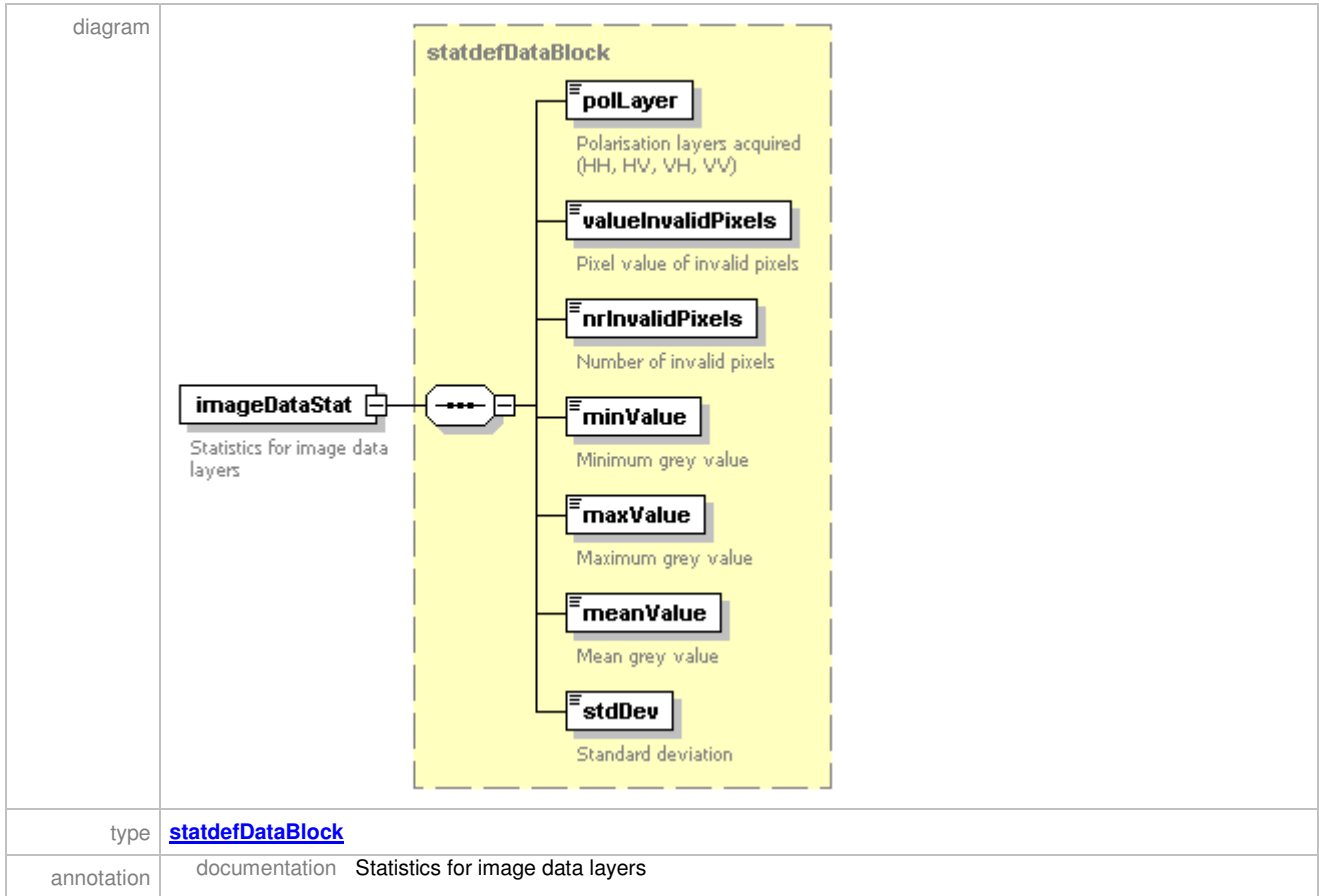 diagram
statdefDataBlock
polLayer
Polarisation layers acquired
(HH, HV, VH, VV)
valueInvalidPixels
Pixel value of invalid pixels
nrInvalidPixels
Number of invalid pixels
imageDataStat
Statistics for image data
layers
minValue
Minimum grey value
maxValue
Maximum grey value
meanValue
Mean grey value
stdDev
Standard deviation
type statdefDataBlock
annotation documentation Statistics for image data layers